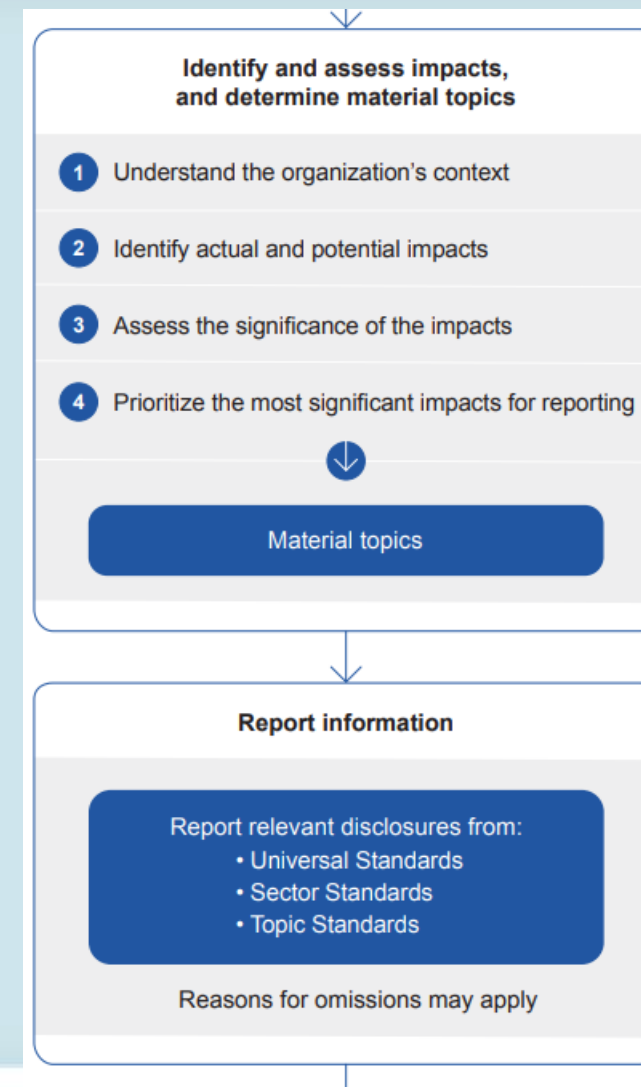 Identify and assess impacts,
and determine material topics
1 Understand the organization's context
2 Identify actual and potential impacts
3 Assess the significance of the impacts
4 Prioritize the most significant impacts for reporting
Material topics
Report information
Report relevant disclosures from:
• Universal Standards
• Sector Standards
• Topic Standards
Reasons for omissions may apply